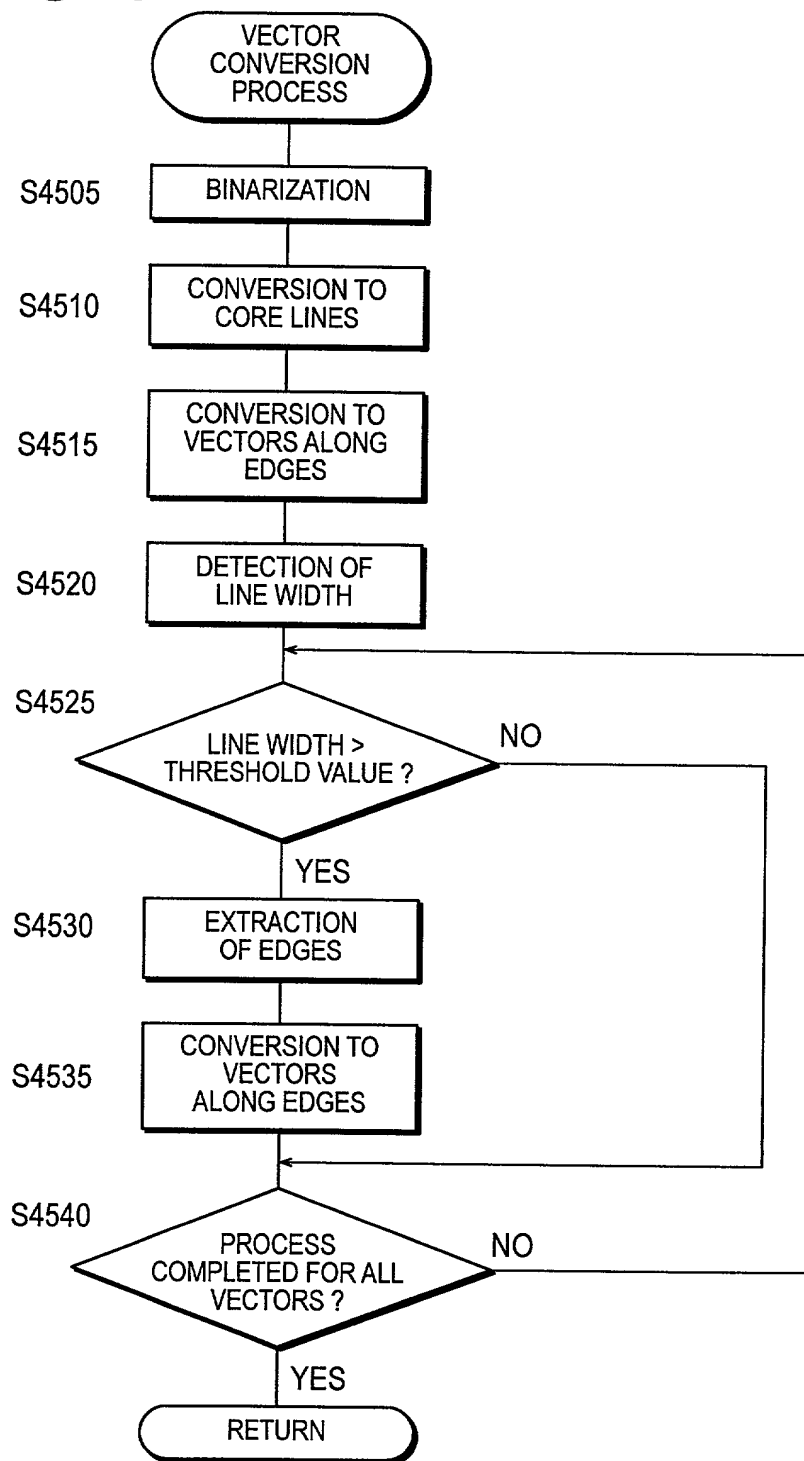 VECTOR
CONVERSION
PROCESS
S4505
BINARIZATION
S4510
CONVERSION TO
CORE LINES
S4515
CONVERSION TO
VECTORS ALONG
EDGES
S4520
DETECTION OF
LINE WIDTH
S4525
LINE WIDTH >
THRESHOLD VALUE ?
NO
YES
S4530
EXTRACTION
OF EDGES
S4535
CONVERSION TO
VECTORS
ALONG EDGES
S4540
PROCESS
COMPLETED FOR ALL
VECTORS ?
NO
YES
RETURN